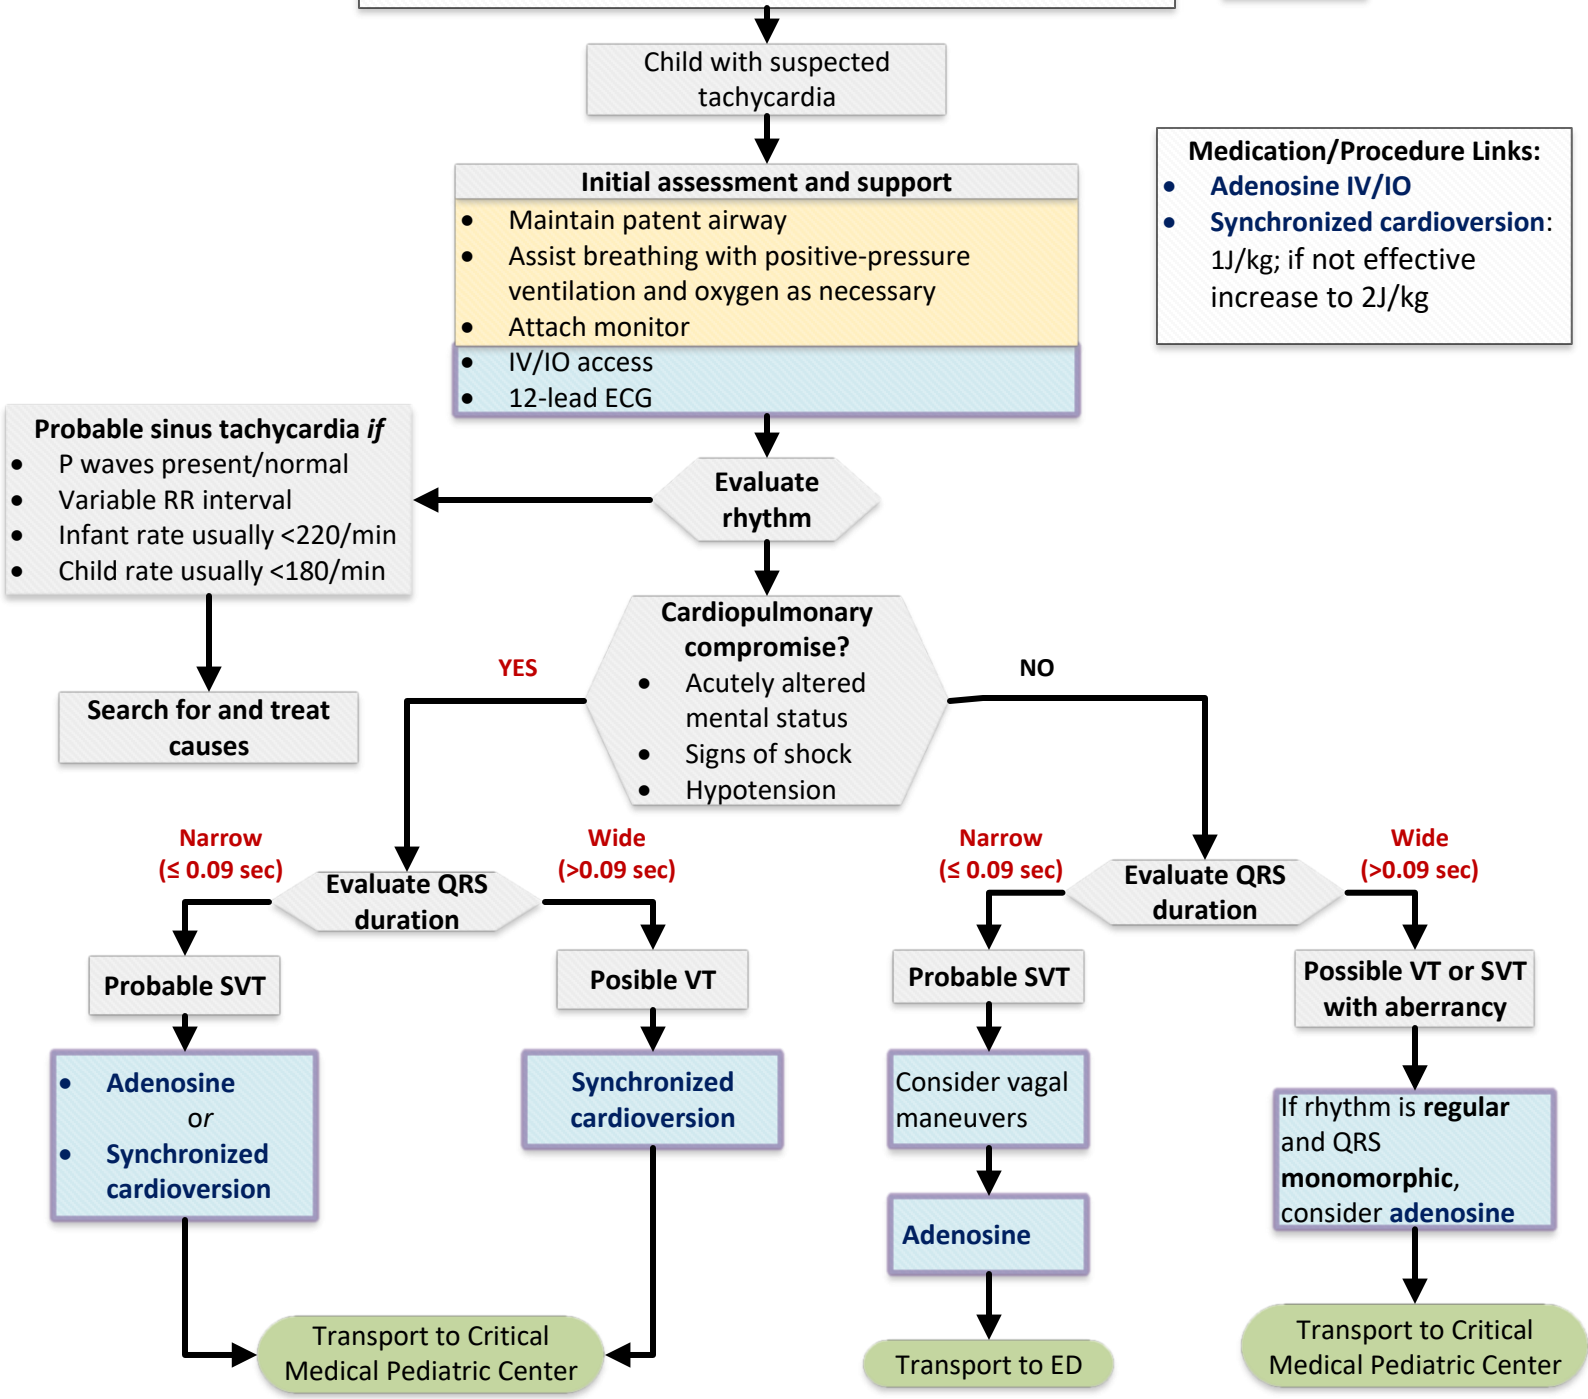 Child with suspected
tachycardia
Medication/Procedure Links:
• Adenosine IV/IO
• Synchronized cardioversion:
1J/kg; if not effective
increase to 2J/kg
Initial assessment and support
• Maintain patent airway
• Assist breathing with positive-pressure
ventilation and oxygen as necessary
• Attach monitor
• IV/IO access
• 12-lead ECG
Evaluate
rhythm
Probable sinus tachycardia if
• P waves present/normal
• Variable RR interval
• Infant rate usually <220/min
• Child rate usually <180/min
Search for and treat
causes
Cardiopulmonary
compromise?
• Acutely altered
mental status
• Signs of shock
• Hypotension
YES
NO
Narrow
(≤ 0.09 sec)
Evaluate QRS
duration
Wide
(>0.09 sec)
Probable SVT
• Adenosine
or
• Synchronized
cardioversion
Posible VT
Synchronized
cardioversion
Transport to Critical
Medical Pediatric Center
Narrow
(≤ 0.09 sec)
Evaluate QRS
duration
Wide
(>0.09 sec)
Probable SVT
Consider vagal
maneuvers
Adenosine
Transport to ED
Possible VT or SVT
with aberrancy
If rhythm is regular
and QRS
monomorphic,
consider adenosine
Transport to Critical
Medical Pediatric Center